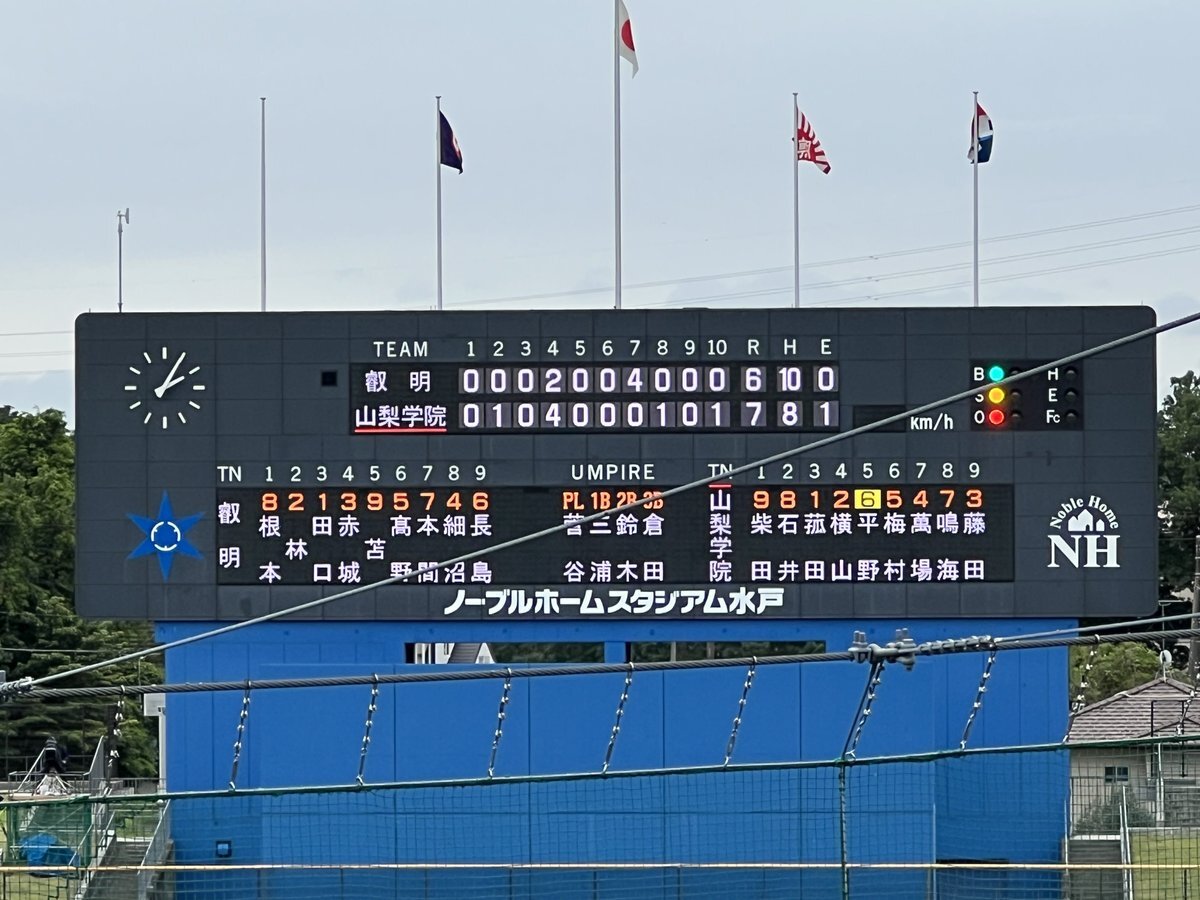 TEAM 1 2 3 4 5 6 7 8 9 10 R H E
叡明 0 0 0 2 0 0 4 0 0 0 6 10 0
山梨学院 0 1 0 4 0 0 0 1 0 1 7 8 1
B H
S E
O Fc
km/h
TN 1 2 3 4 5 6 7 8 9
叡明
8 2 1 3 9 5 7 4 6
根本 林 田口 赤城 苫 髙野 本間 細沼 長島
UMPIRE
PL 1B 2B 3B
菅谷 三浦 鈴木 倉田
TN 1 2 3 4 5 6 7 8 9
山梨学院
9 8 1 2 6 5 4 7 3
柴田 石井 菰田 横山 平野 梅村 萬場 鳴海 藤田
Noble Home
NH
ノーブルホームスタジアム水戸